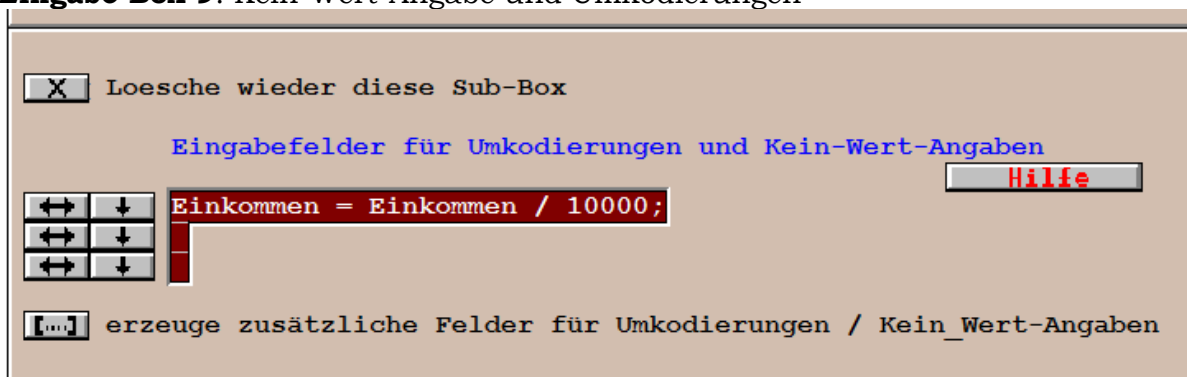 Eingabe-Box 9: Kein-Wert-Angabe und Umkodierungen
X Loesche wieder diese Sub-Box
Eingabefelder für Umkodierungen und Kein-Wert-Angaben
Hilfe
Einkommen = Einkommen / 10000;
[....] erzeuge zusätzliche Felder für Umkodierungen / Kein_Wert-Angaben